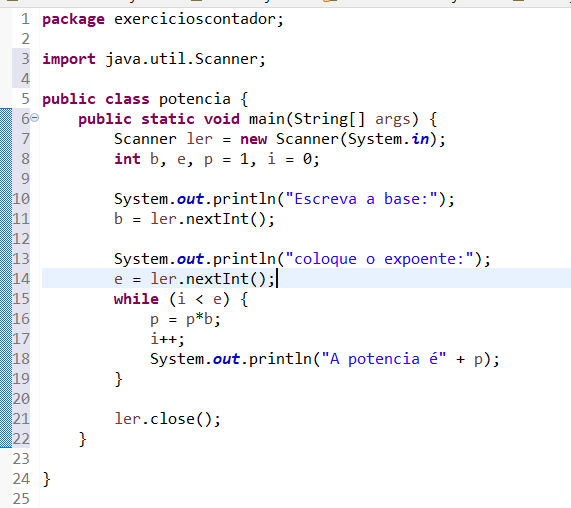 1 package exercicioscontador;
2
3 import java.util.Scanner;
4
5 public class potencia {
6 public static void main(String[] args) {
7 Scanner ler = new Scanner(System.in);
8 int b, e, p = 1, i = 0;
9
10 System.out.println("Escreva a base:");
11 b = ler.nextInt();
12
13 System.out.println("coloque o expoente:");
14 e = ler.nextInt();
15 while (i < e) {
16 p = p*b;
17 i++;
18 System.out.println("A potencia é" + p);
19 }
20
21 ler.close();
22 }
23
24 }
25